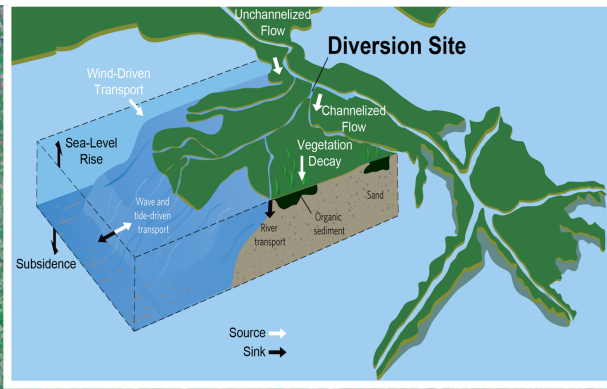 Unchannelized
Flow
Diversion Site
Wind-Driven
Transport
Channelized
Flow
Sea-Level
Rise
Vegetation
Decay
Wave and
tide-driven
transport
Sand
Organic
sediment
River
transport
Subsidence
Source
Sink